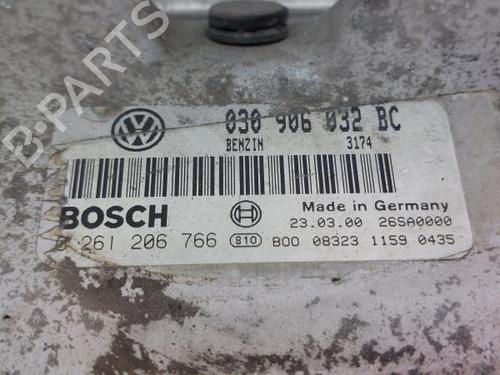 030 906 032 BC
BENZIN 3174
BOSCH
Made in Germany
23.03.00 26SA0000
0 261 206 766 810 B00 08323 1159 0435
B-PARTS